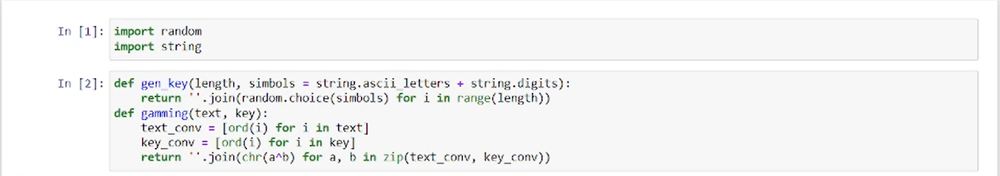 In [1]: import random
import string
In [2]: def gen_key(length, simbols = string.ascii_letters + string.digits):
    return ''.join(random.choice(simbols) for i in range(length))
def gamming(text, key):
    text_conv = [ord(i) for i in text]
    key_conv = [ord(i) for i in key]
    return ''.join(chr(a^b) for a, b in zip(text_conv, key_conv))